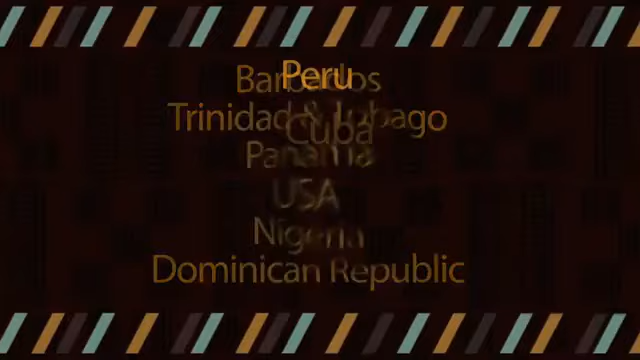 Peru
Barbados
Trinidad & Tobago
Cuba
Panama
USA
Nigeria
Dominican Republic